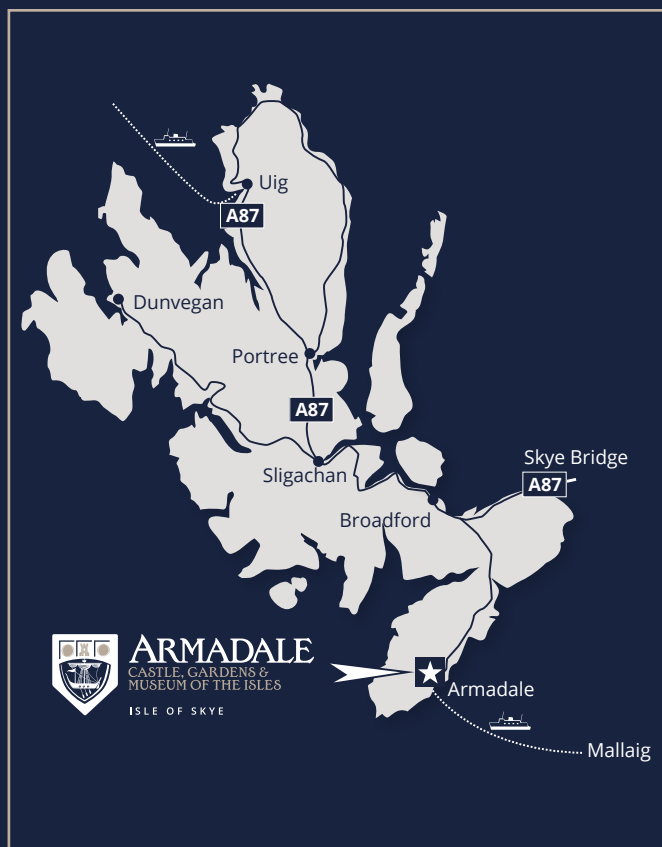 Uig
A87
Dunvegan
Portree
A87
Sligachan
Skye Bridge
A87
Broadford
ARMADALE
CASTLE, GARDENS &
MUSEUM OF THE ISLES
ISLE OF SKYE
Armadale
Mallaig